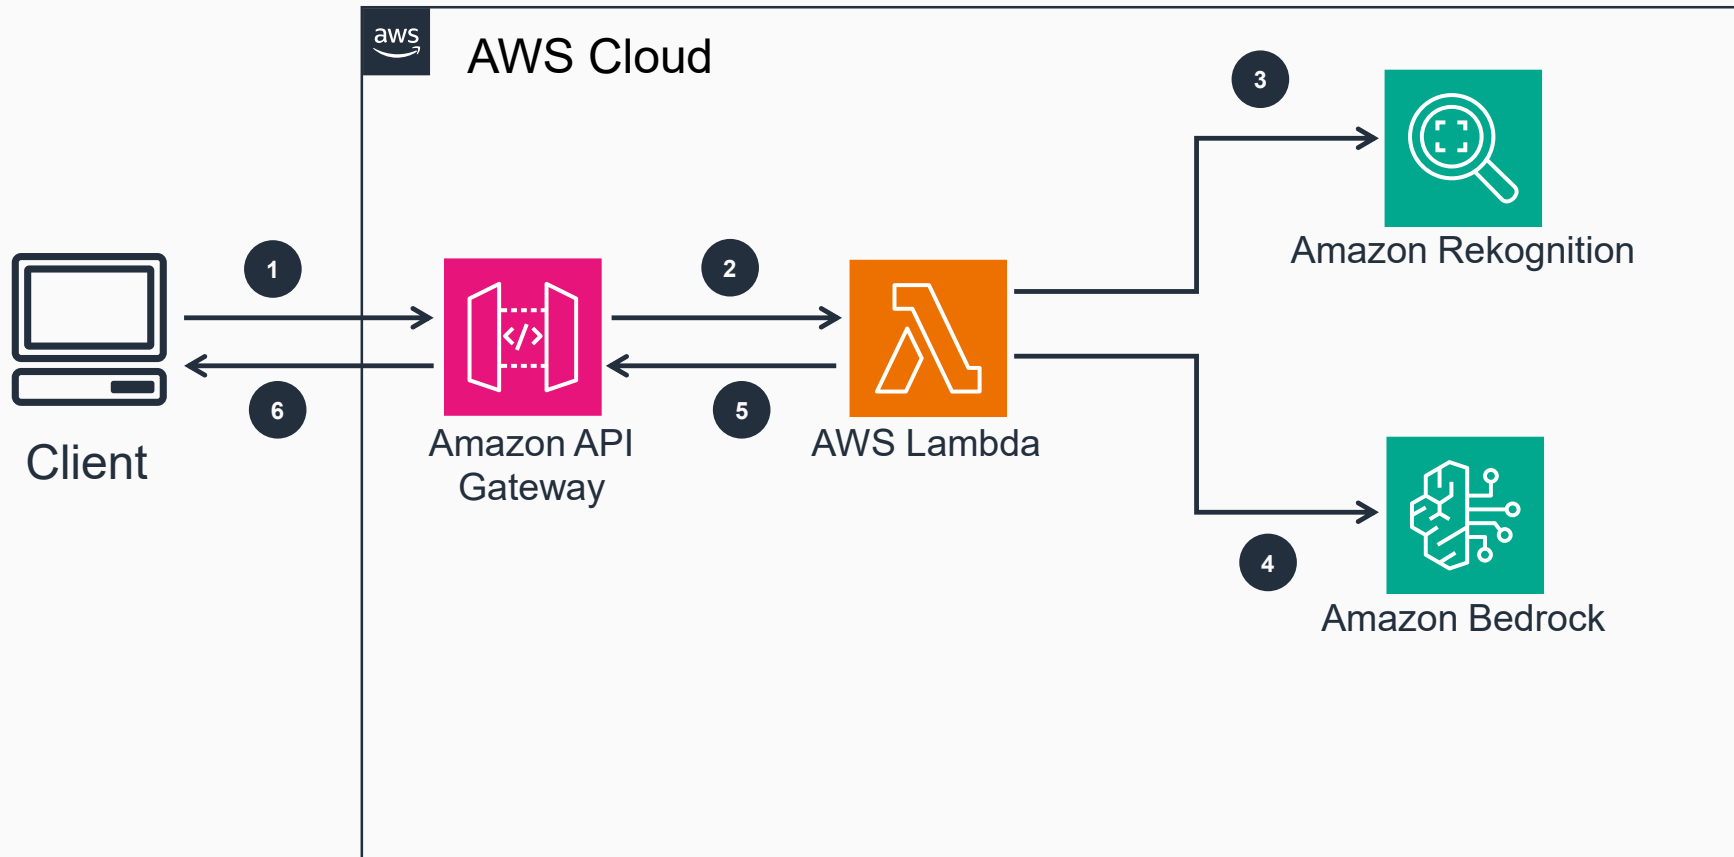 aws
AWS Cloud
3
Amazon Rekognition
1
2
</>
6
5
Client
Amazon API
Gateway
AWS Lambda
4
Amazon Bedrock